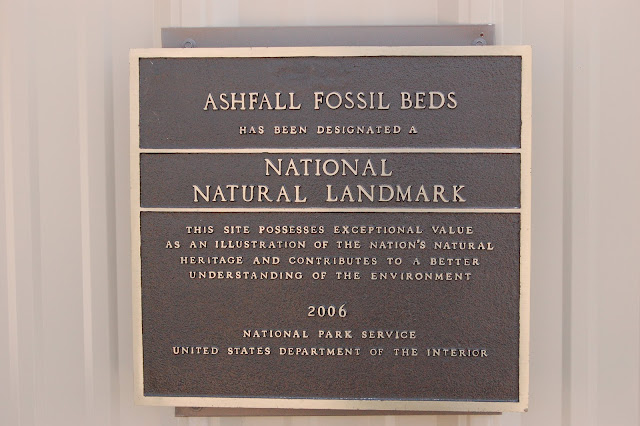 ASHFALL FOSSIL BEDS
HAS BEEN DESIGNATED A
NATIONAL
NATURAL LANDMARK
THIS SITE POSSESSES EXCEPTIONAL VALUE
AS AN ILLUSTRATION OF THE NATION'S NATURAL
HERITAGE AND CONTRIBUTES TO A BETTER
UNDERSTANDING OF THE ENVIRONMENT
2006
NATIONAL PARK SERVICE
UNITED STATES DEPARTMENT OF THE INTERIOR